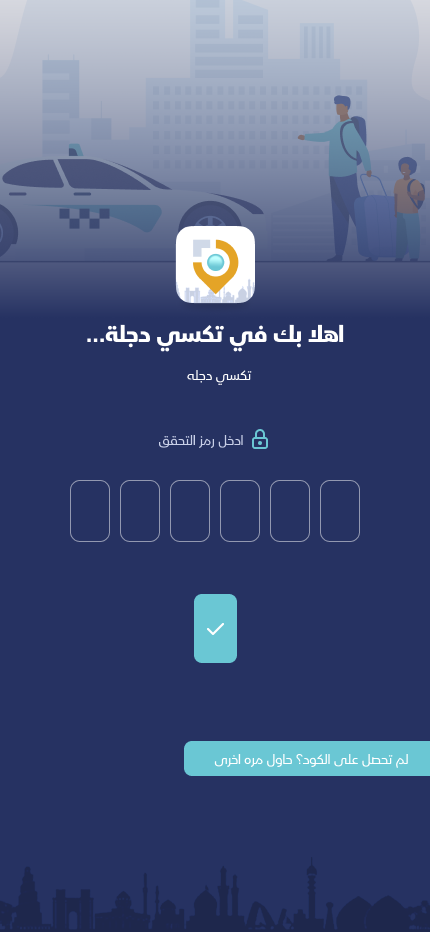 اهلا بك في تكسي دجلة...
تكسي دجله
ادخل رمز التحقق
لم تحصل على الكود؟ حاول مره اخرى